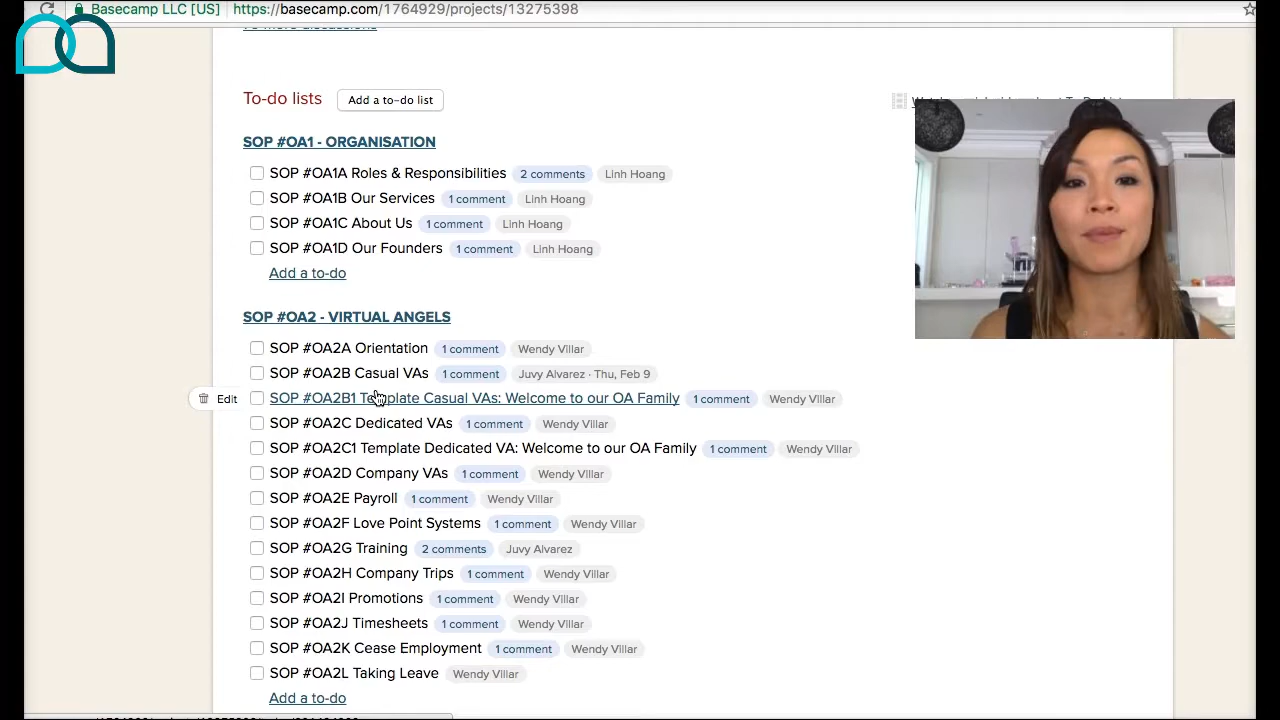 Basecamp LLC [US] https://basecamp.com/1764929/projects/13275398
To-do lists Add a to-do list
SOP #OA1 - ORGANISATION
SOP #OA1A Roles & Responsibilities 2 comments Linh Hoang
SOP #OA1B Our Services 1 comment Linh Hoang
SOP #OA1C About Us 1 comment Linh Hoang
SOP #OA1D Our Founders 1 comment Linh Hoang
Add a to-do
SOP #OA2 - VIRTUAL ANGELS
SOP #OA2A Orientation 1 comment Wendy Villar
SOP #OA2B Casual VAs 1 comment Juvy Alvarez · Thu, Feb 9
Edit SOP #OA2B1 Template Casual VAs: Welcome to our OA Family 1 comment Wendy Villar
SOP #OA2C Dedicated VAs 1 comment Wendy Villar
SOP #OA2C1 Template Dedicated VA: Welcome to our OA Family 1 comment Wendy Villar
SOP #OA2D Company VAs 1 comment Wendy Villar
SOP #OA2E Payroll 1 comment Wendy Villar
SOP #OA2F Love Point Systems 1 comment Wendy Villar
SOP #OA2G Training 2 comments Juvy Alvarez
SOP #OA2H Company Trips 1 comment Wendy Villar
SOP #OA2I Promotions 1 comment Wendy Villar
SOP #OA2J Timesheets 1 comment Wendy Villar
SOP #OA2K Cease Employment 1 comment Wendy Villar
SOP #OA2L Taking Leave Wendy Villar
Add a to-do